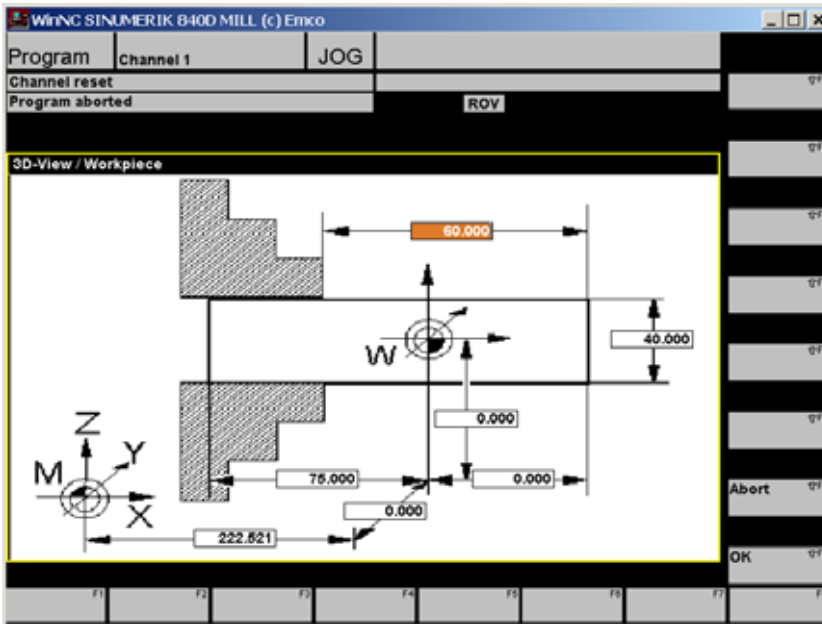 WinNC SINUMERIK 840D MILL (c) Emco
Program
Channel 1
JOG
Channel reset
Program aborted
ROV
3D-View / Workpiece
60.000
40.000
W
0.000
75.000
0.000
0.000
222.521
Z
Y
M
X
Abort
OK
F1
F2
F3
F4
F5
F6
F7